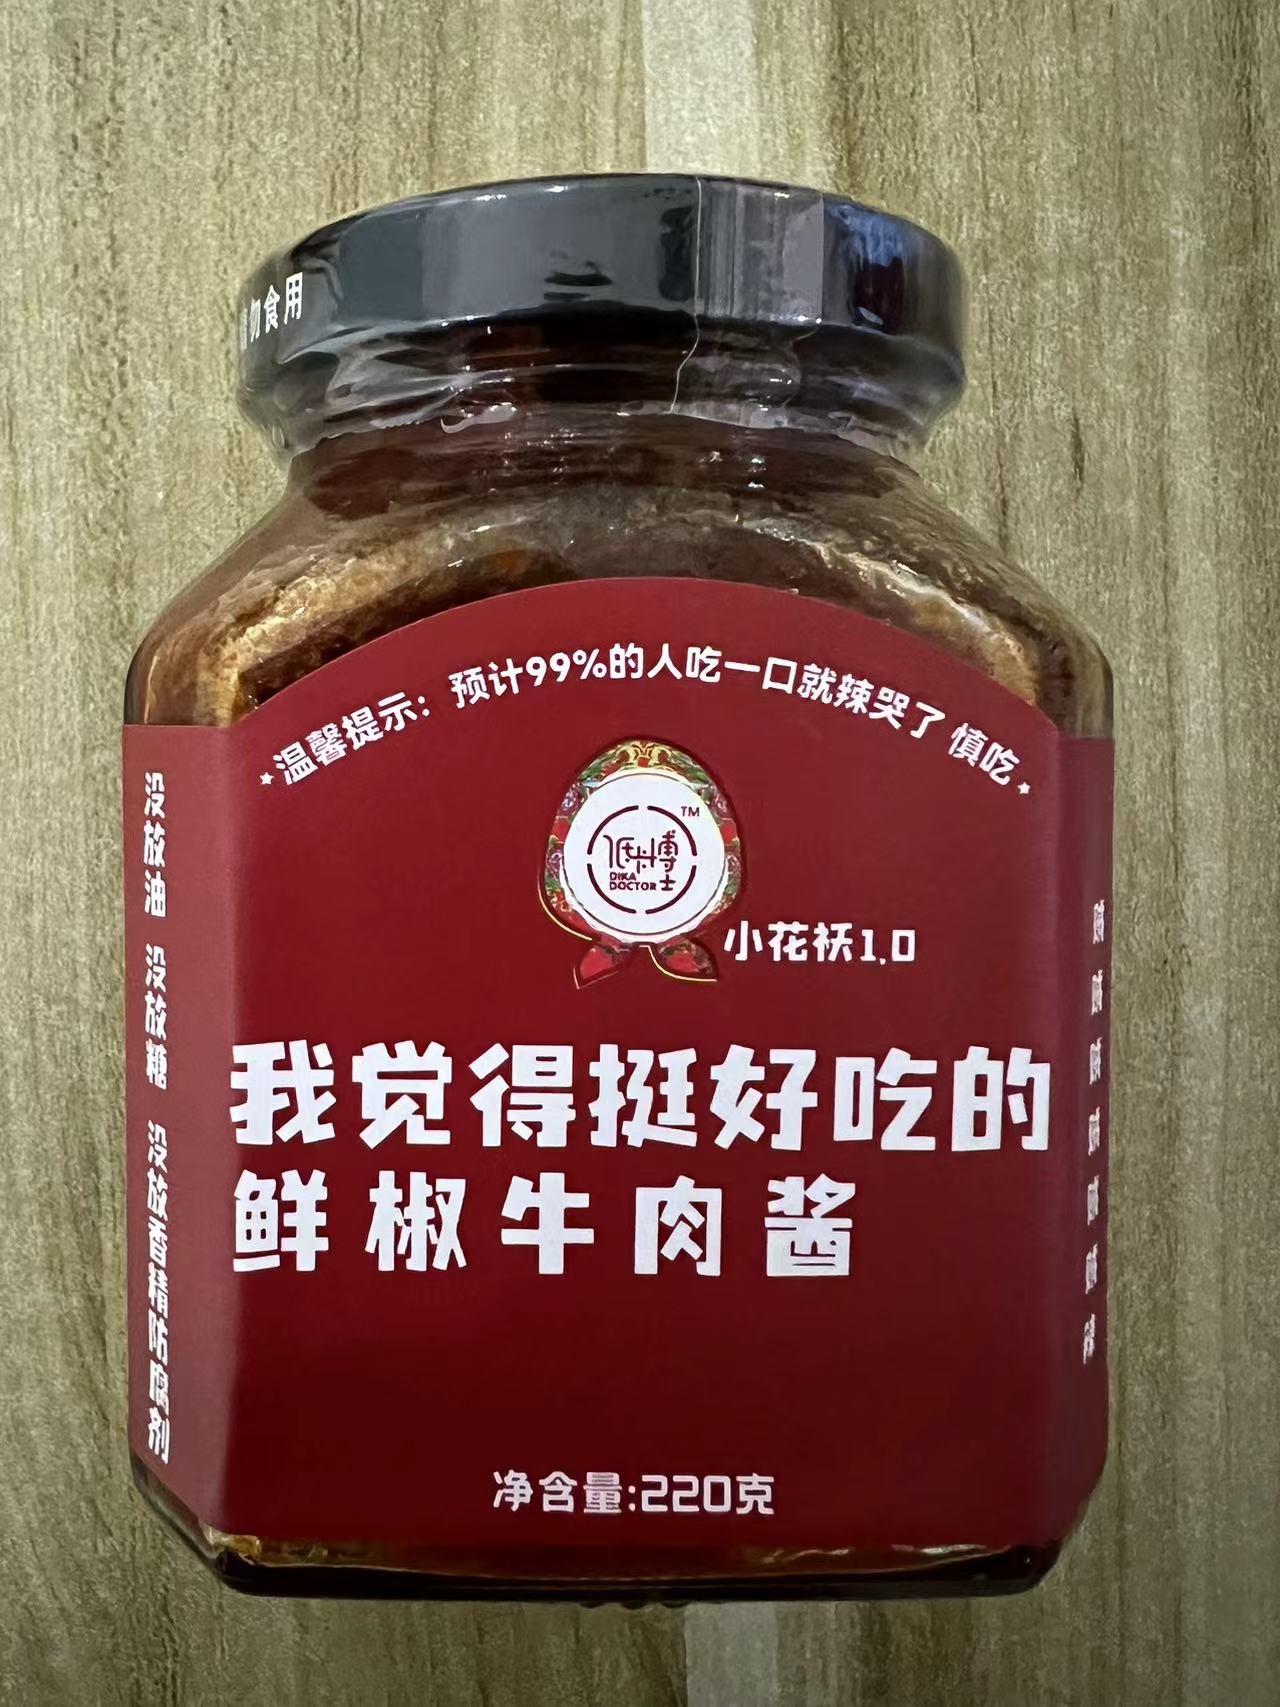 勿食用
温馨提示：预计99%的人吃一口就辣哭了 慎吃
低卡博士
TM
DIKA
DOCTOR
小花袄1.0
没放油 没放糖 没放香精防腐剂
我觉得挺好吃的
鲜椒牛肉酱
净含量:220克